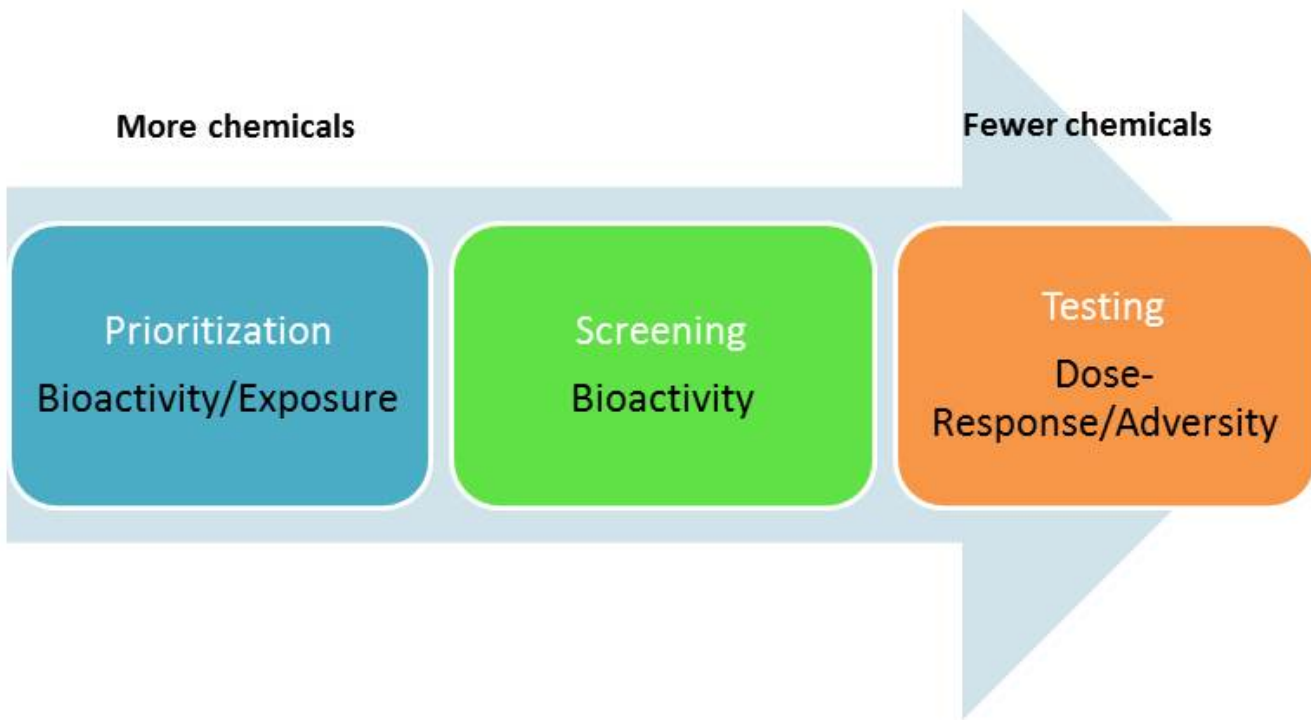 More chemicals
Fewer chemicals
Prioritization
Bioactivity/Exposure
Screening
Bioactivity
Testing
Dose-
Response/Adversity